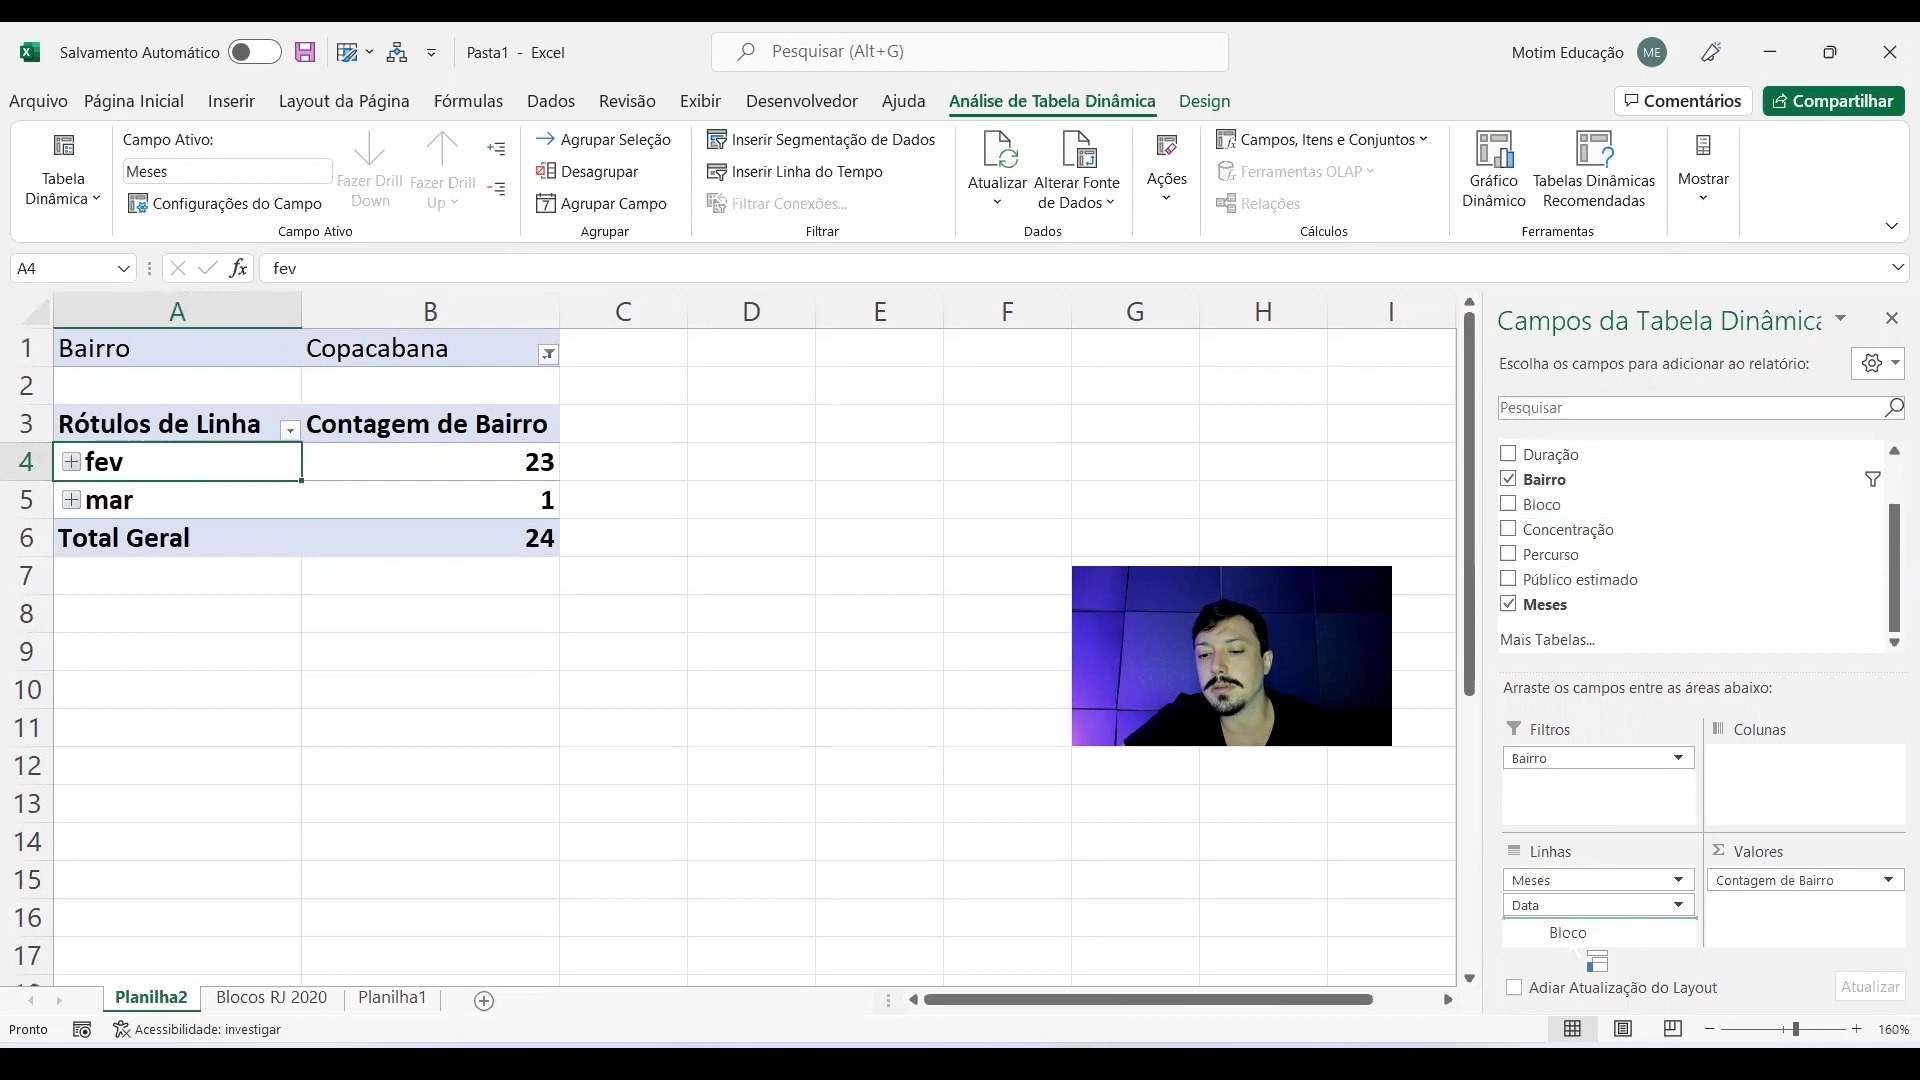 Salvamento Automático
Pasta1 - Excel
Pesquisar (Alt+G)
Motim Educação
ME
Arquivo
Página Inicial
Inserir
Layout da Página
Fórmulas
Dados
Revisão
Exibir
Desenvolvedor
Ajuda
Análise de Tabela Dinâmica
Design
Comentários
Compartilhar
Tabela
Dinâmica
Campo Ativo:
Meses
Configurações do Campo
Fazer Drill
Down
Fazer Drill
Up
Campo Ativo
Agrupar Seleção
Desagrupar
Agrupar Campo
Agrupar
Inserir Segmentação de Dados
Inserir Linha do Tempo
Filtrar Conexões...
Filtrar
Atualizar
Alterar Fonte
de Dados
Dados
Ações
Campos, Itens e Conjuntos
Ferramentas OLAP
Relações
Cálculos
Gráfico
Dinâmico
Tabelas Dinâmicas
Recomendadas
Ferramentas
Mostrar
A4
fx
fev
A B C D E F G H I
1 Bairro Copacabana
2
3 Rótulos de Linha Contagem de Bairro
4 fev 23
5 mar 1
6 Total Geral 24
7
8
9
10
11
12
13
14
15
16
17
Campos da Tabela Dinâmica
Escolha os campos para adicionar ao relatório:
Pesquisar
Duração
Bairro
Bloco
Concentração
Percurso
Público estimado
Meses
Mais Tabelas...
Arraste os campos entre as áreas abaixo:
Filtros
Bairro
Colunas
Linhas
Meses
Data
Bloco
Valores
Contagem de Bairro
Adiar Atualização do Layout
Atualizar
Planilha2
Blocos RJ 2020
Planilha1
Pronto
Acessibilidade: investigar
160%